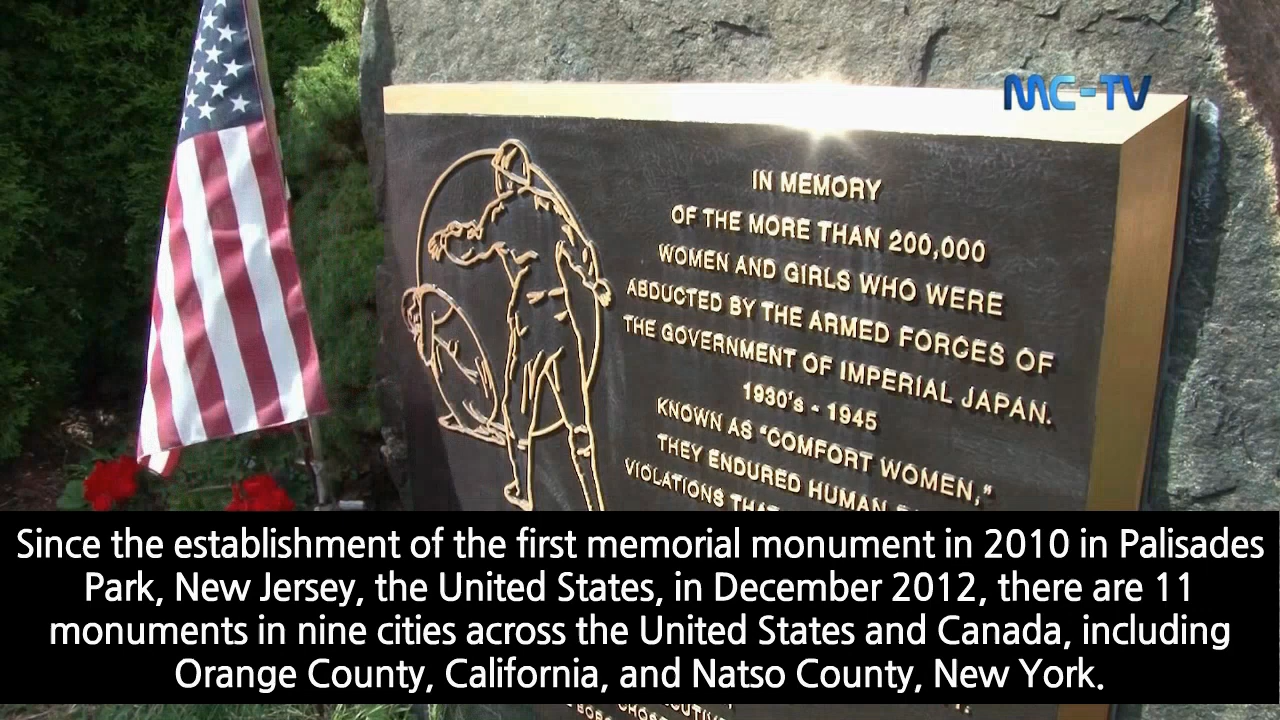 MC-TV
IN MEMORY
OF THE MORE THAN 200,000
WOMEN AND GIRLS WHO WERE
ABDUCTED BY THE ARMED FORCES OF
THE GOVERNMENT OF IMPERIAL JAPAN.
1930's - 1945
KNOWN AS "COMFORT WOMEN,"
THEY ENDURED HUMAN
VIOLATIONS
Since the establishment of the first memorial monument in 2010 in Palisades
Park, New Jersey, the United States, in December 2012, there are 11
monuments in nine cities across the United States and Canada, including
Orange County, California, and Natso County, New York.